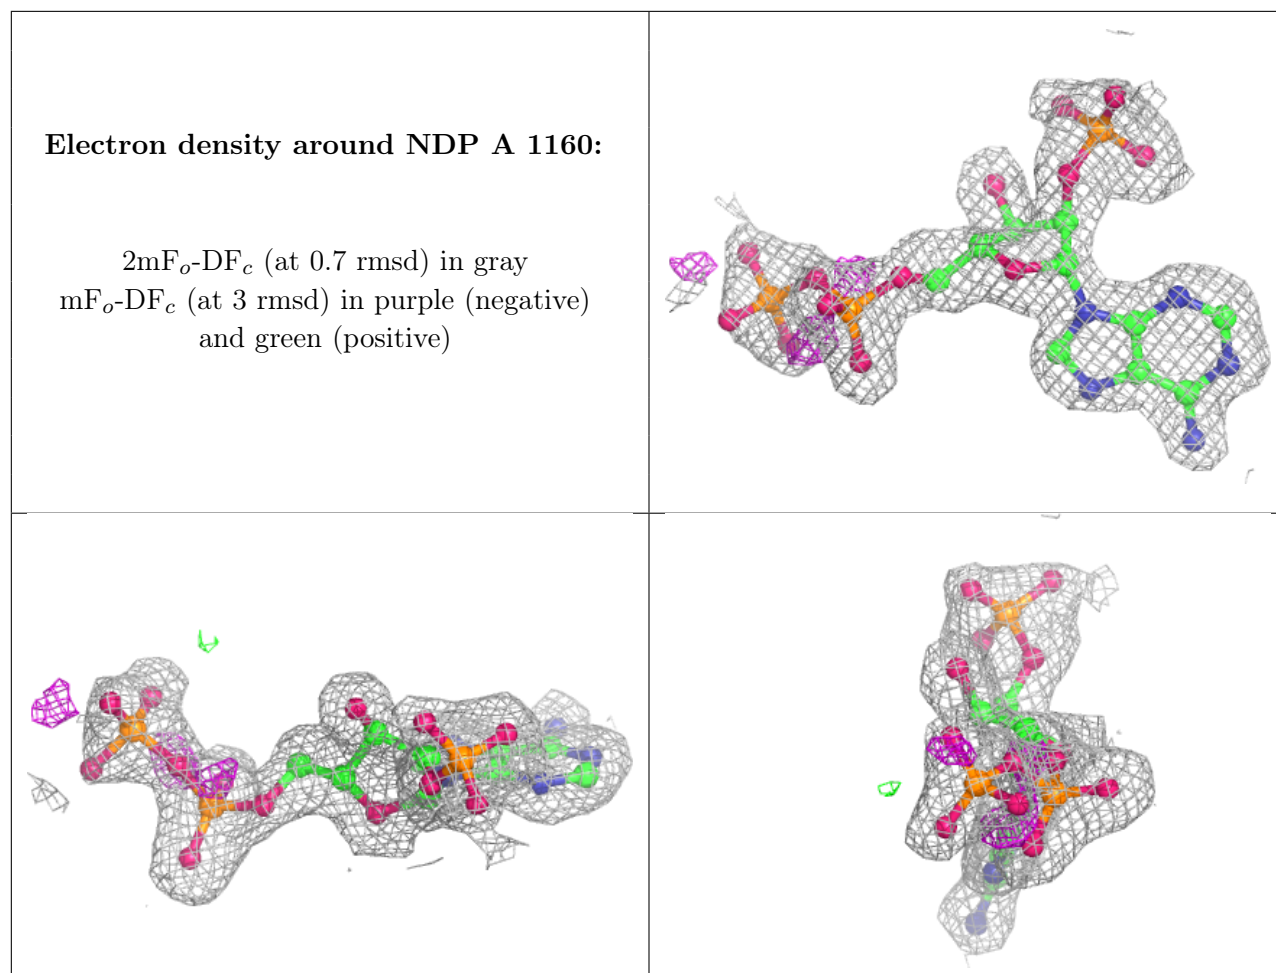 Electron density around NDP A 1160:
2mFo-DFc (at 0.7 rmsd) in gray
mFo-DFc (at 3 rmsd) in purple (negative)
and green (positive)